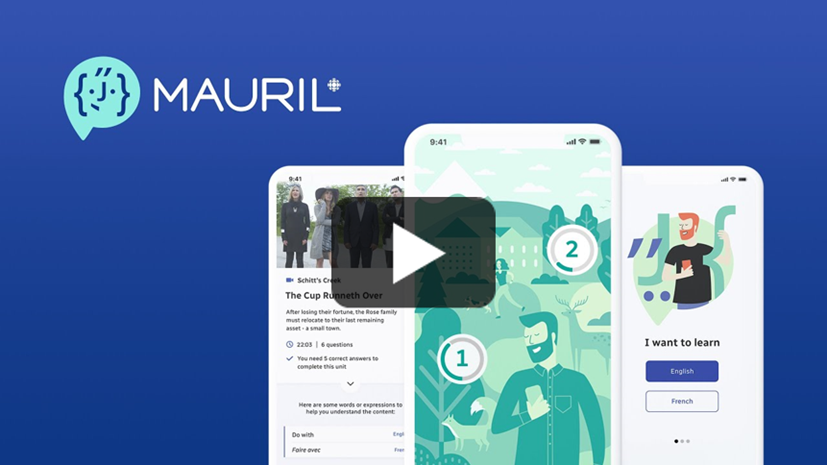 MAURIL
9:41
Schitt's Creek
The Cup Runneth Over
After losing their fortune, the Rose family
must relocate to their last remaining
asset - a small town.
22:03 | 6 questions
You need 5 correct answers to
complete this unit
Here are some words or expressions to
help you understand the content:
Do with
Engl
Faire avec
Fren
9:41
2
1
I want to learn
English
French